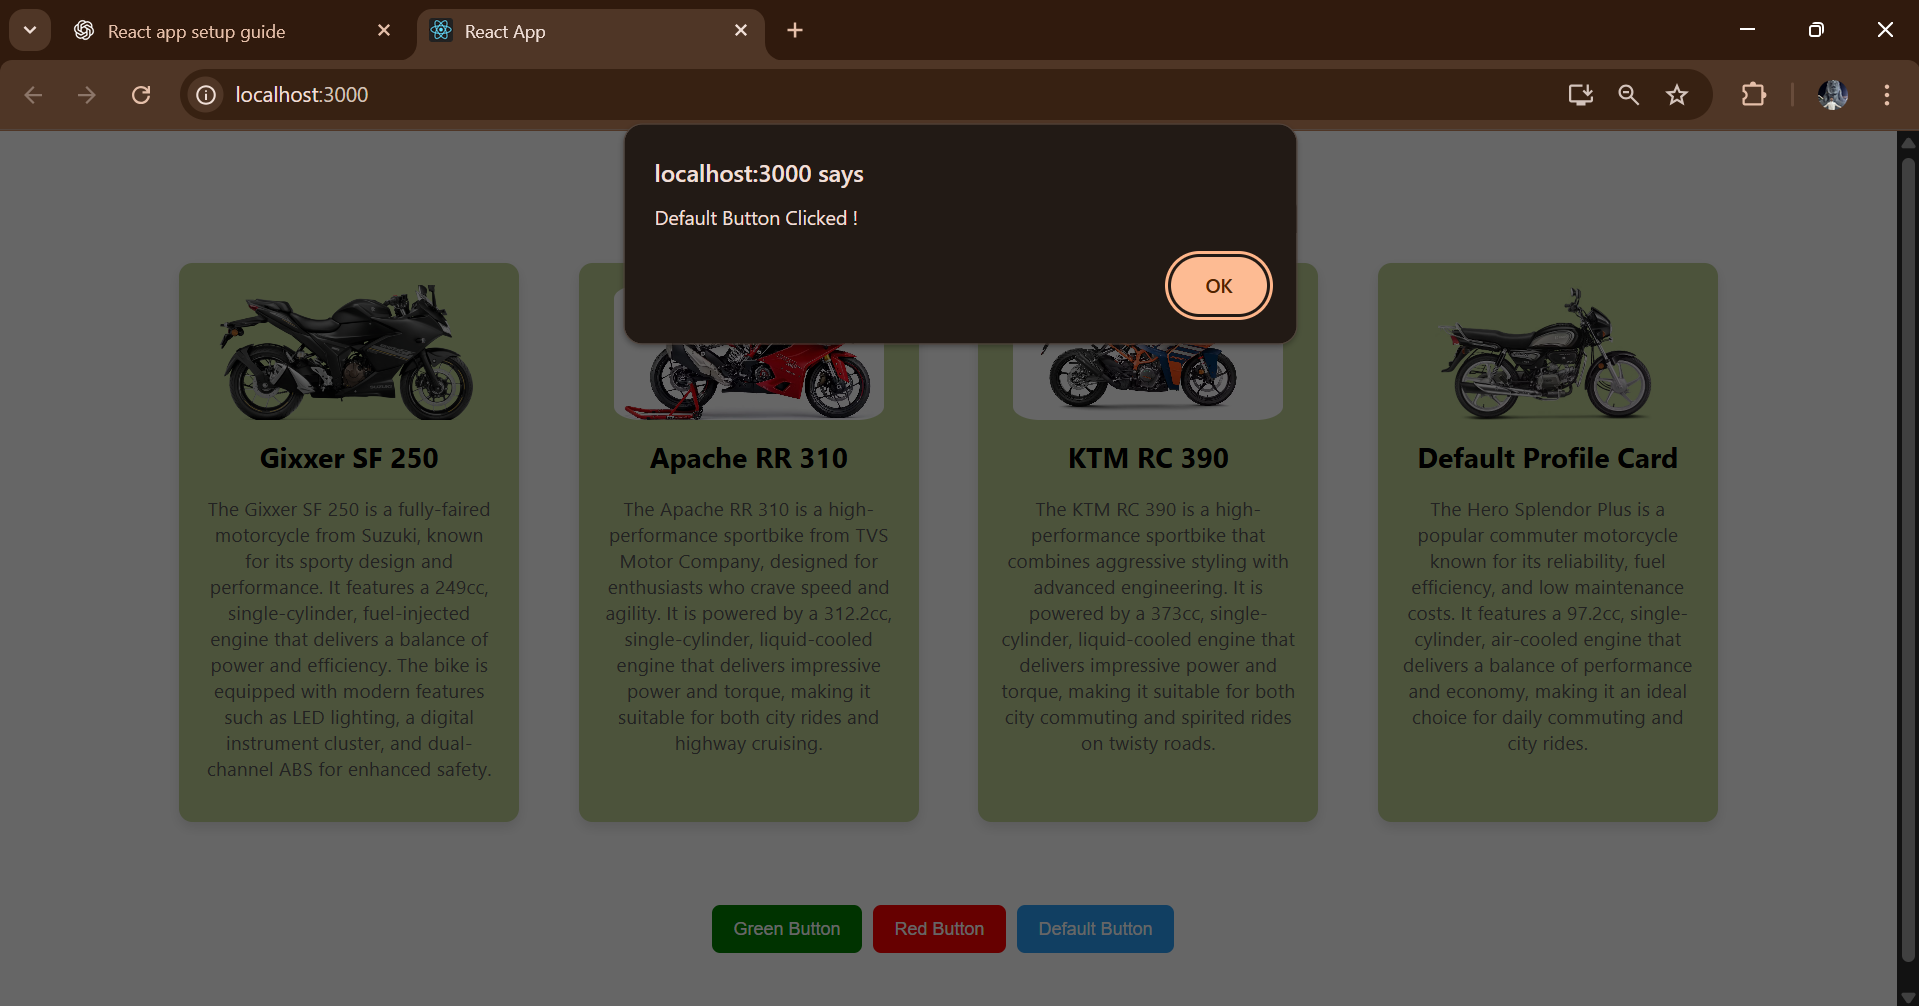 React app setup guide
React App
localhost:3000
localhost:3000 says
Default Button Clicked !
OK
Gixxer SF 250
The Gixxer SF 250 is a fully-faired
motorcycle from Suzuki, known
for its sporty design and
performance. It features a 249cc,
single-cylinder, fuel-injected
engine that delivers a balance of
power and efficiency. The bike is
equipped with modern features
such as LED lighting, a digital
instrument cluster, and dual-
channel ABS for enhanced safety.
Apache RR 310
The Apache RR 310 is a high-
performance sportbike from TVS
Motor Company, designed for
enthusiasts who crave speed and
agility. It is powered by a 312.2cc,
single-cylinder, liquid-cooled
engine that delivers impressive
power and torque, making it
suitable for both city rides and
highway cruising.
KTM RC 390
The KTM RC 390 is a high-
performance sportbike that
combines aggressive styling with
advanced engineering. It is
powered by a 373cc, single-
cylinder, liquid-cooled engine that
delivers impressive power and
torque, making it suitable for both
city commuting and spirited rides
on twisty roads.
Default Profile Card
The Hero Splendor Plus is a
popular commuter motorcycle
known for its reliability, fuel
efficiency, and low maintenance
costs. It features a 97.2cc, single-
cylinder, air-cooled engine that
delivers a balance of performance
and economy, making it an ideal
choice for daily commuting and
city rides.
Green Button
Red Button
Default Button